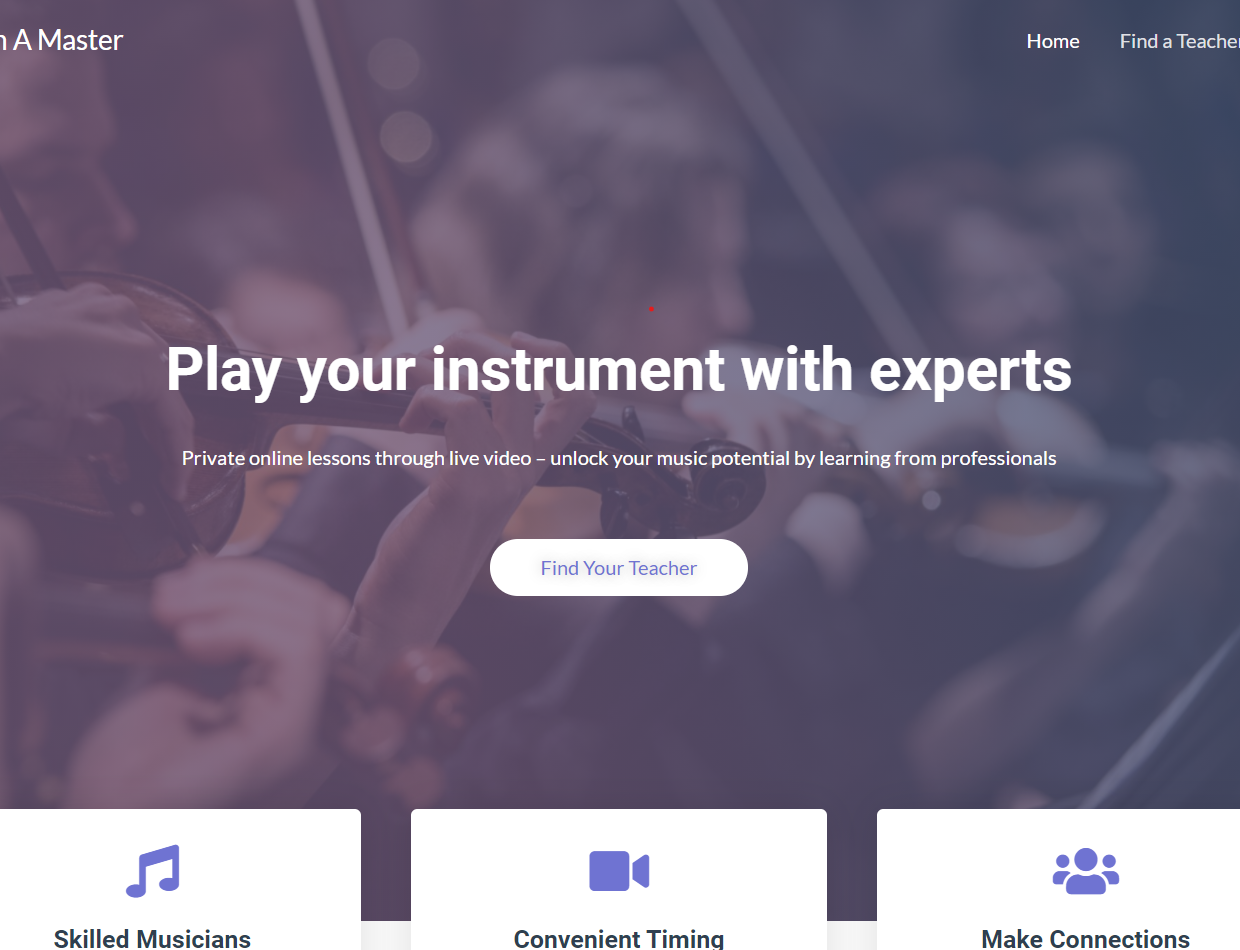 A Master
Home
Find a Teacher
Play your instrument with experts
Private online lessons through live video – unlock your music potential by learning from professionals
Find Your Teacher
Skilled Musicians
Convenient Timing
Make Connections